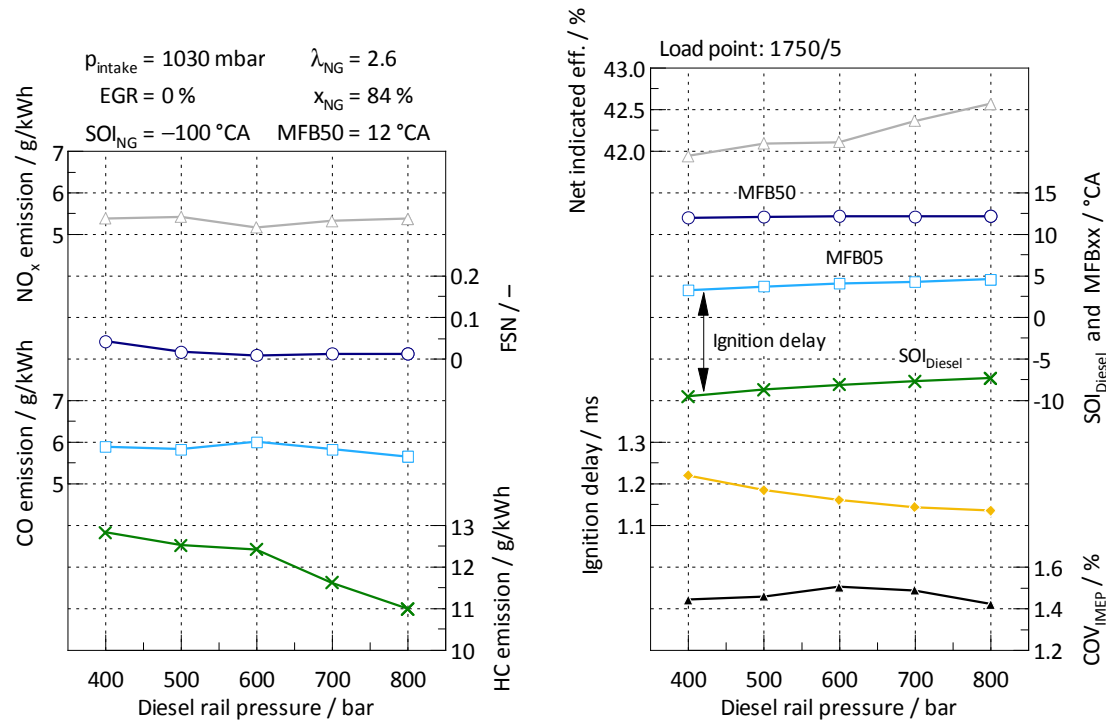 p_intake = 1030 mbar λ_NG = 2.6
EGR = 0 % x_NG = 84 %
SOI_NG = –100 °CA MFB50 = 12 °CA
NO_x emission / g/kWh
7
6
5
0.2
0.1
0
FSN / –
CO emission / g/kWh
7
6
5
13
12
11
10
HC emission / g/kWh
400 500 600 700 800
Diesel rail pressure / bar
Load point: 1750/5
Net indicated eff. / %
43.0
42.5
42.0
MFB50
MFB05
Ignition delay
SOI_Diesel
15
10
5
0
-5
-10
SOI_Diesel and MFBxx / °CA
Ignition delay / ms
1.3
1.2
1.1
1.6
1.4
1.2
COV_IMEP / %
400 500 600 700 800
Diesel rail pressure / bar